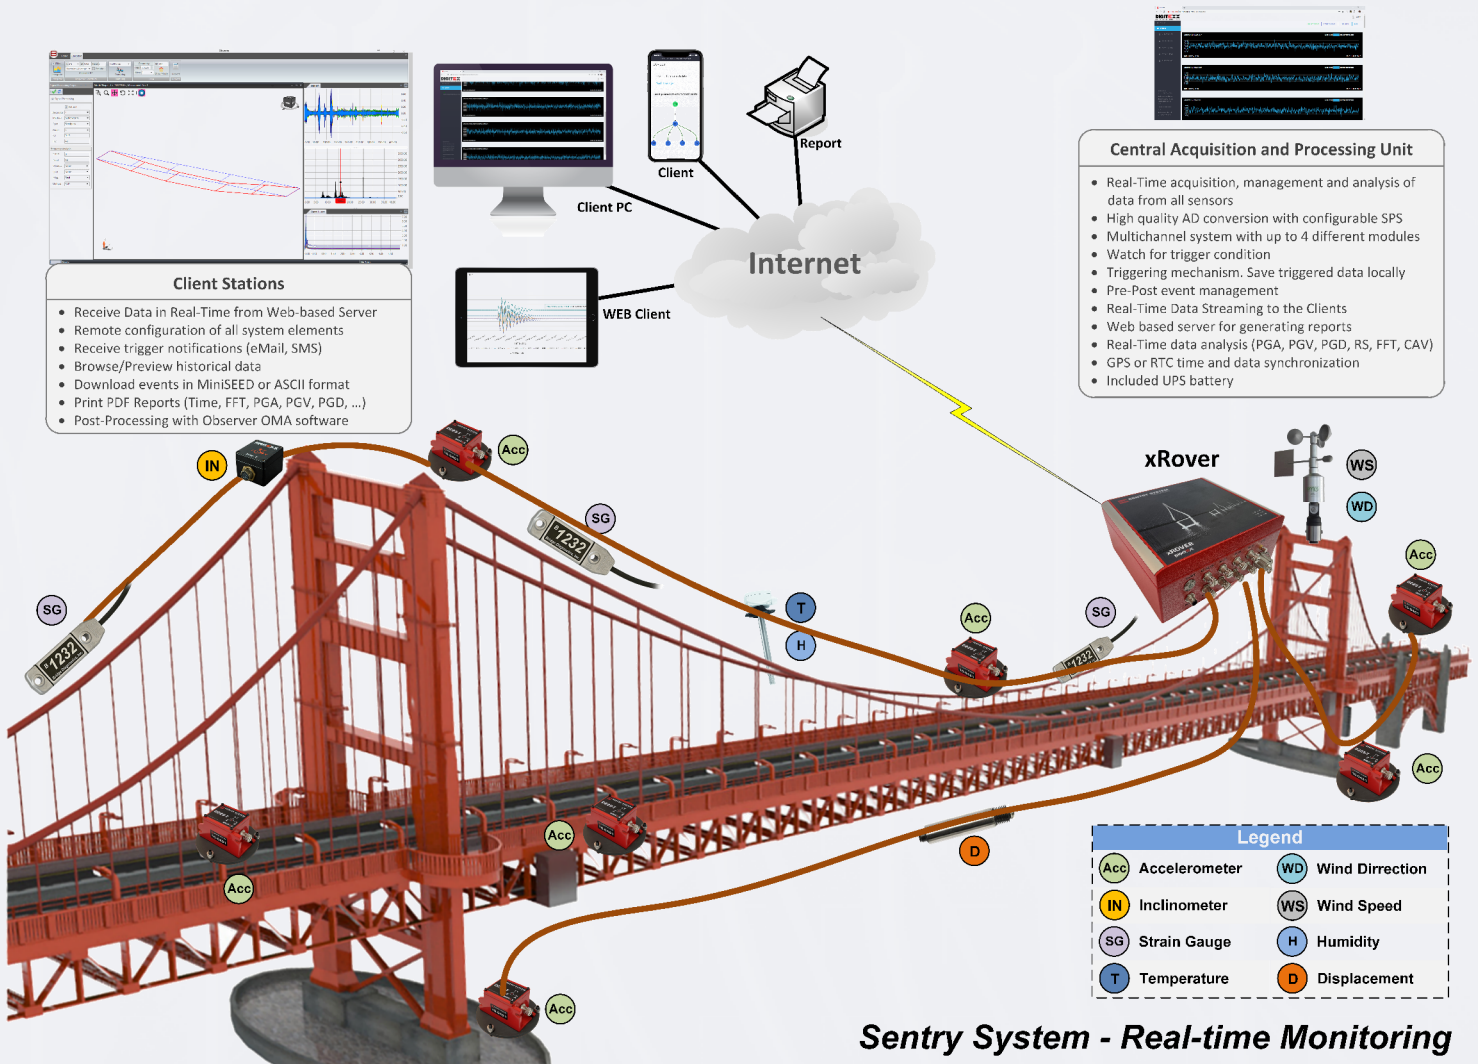 DIGITEXX
Report
Client
Client PC
Internet
WEB Client
Client Stations
• Receive Data in Real-Time from Web-based Server
• Remote configuration of all system elements
• Receive trigger notifications (eMail, SMS)
• Browse/Preview historical data
• Download events in MiniSEED or ASCII format
• Print PDF Reports (Time, FFT, PGA, PGV, PGD, ...)
• Post-Processing with Observer OMA software
Central Acquisition and Processing Unit
• Real-Time acquisition, management and analysis of
data from all sensors
• High quality AD conversion with configurable SPS
• Multichannel system with up to 4 different modules
• Watch for trigger condition
• Triggering mechanism. Save triggered data locally
• Pre-Post event management
• Real-Time Data Streaming to the Clients
• Web based server for generating reports
• Real-Time data analysis (PGA, PGV, PGD, RS, FFT, CAV)
• GPS or RTC time and data synchronization
• Included UPS battery
IN
Acc
xRover
WS
WD
SG
1232
Acc
xROVER
SG
1232
T
H
Acc
SG
1232
Acc
Acc
Acc
D
Acc
Legend
Acc Accelerometer
WD Wind Dirrection
IN Inclinometer
WS Wind Speed
SG Strain Gauge
H Humidity
T Temperature
D Displacement
Sentry System - Real-time Monitoring